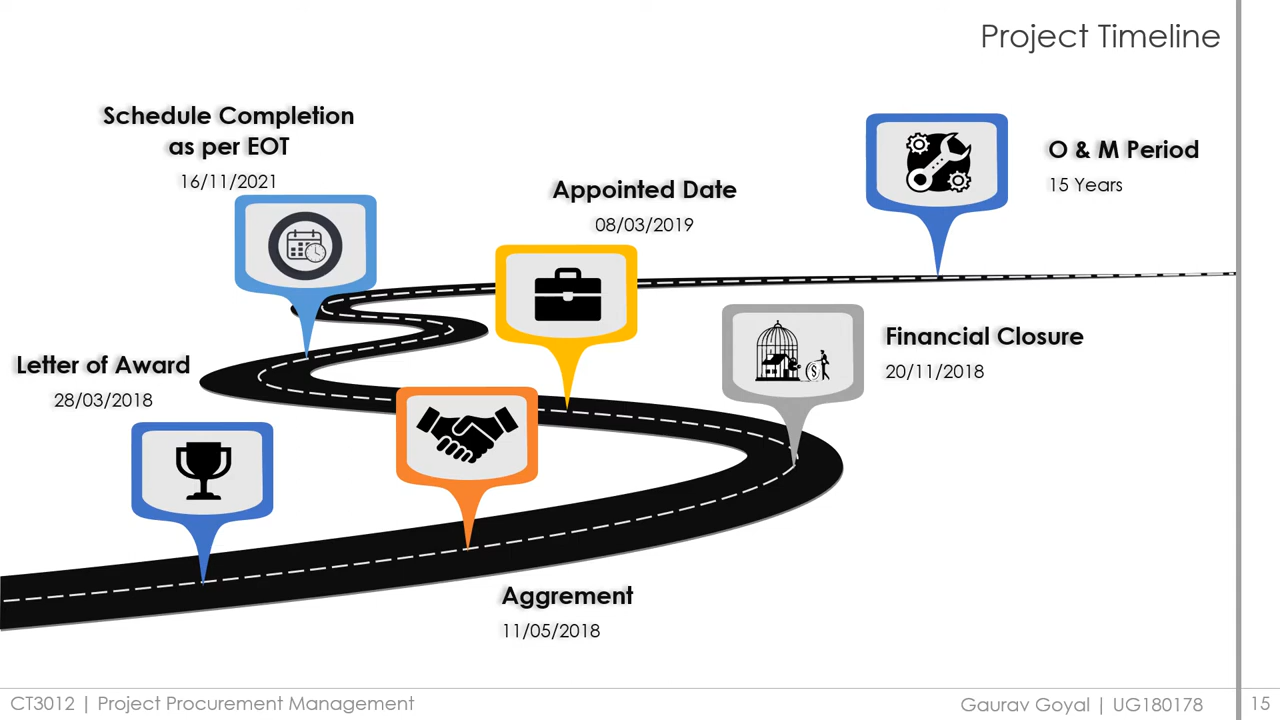 Project Timeline
Schedule Completion
as per EOT
16/11/2021
Appointed Date
08/03/2019
O & M Period
15 Years
Letter of Award
28/03/2018
Financial Closure
20/11/2018
$
Aggrement
11/05/2018
CT3012 | Project Procurement Management
Gaurav Goyal | UG180178
15